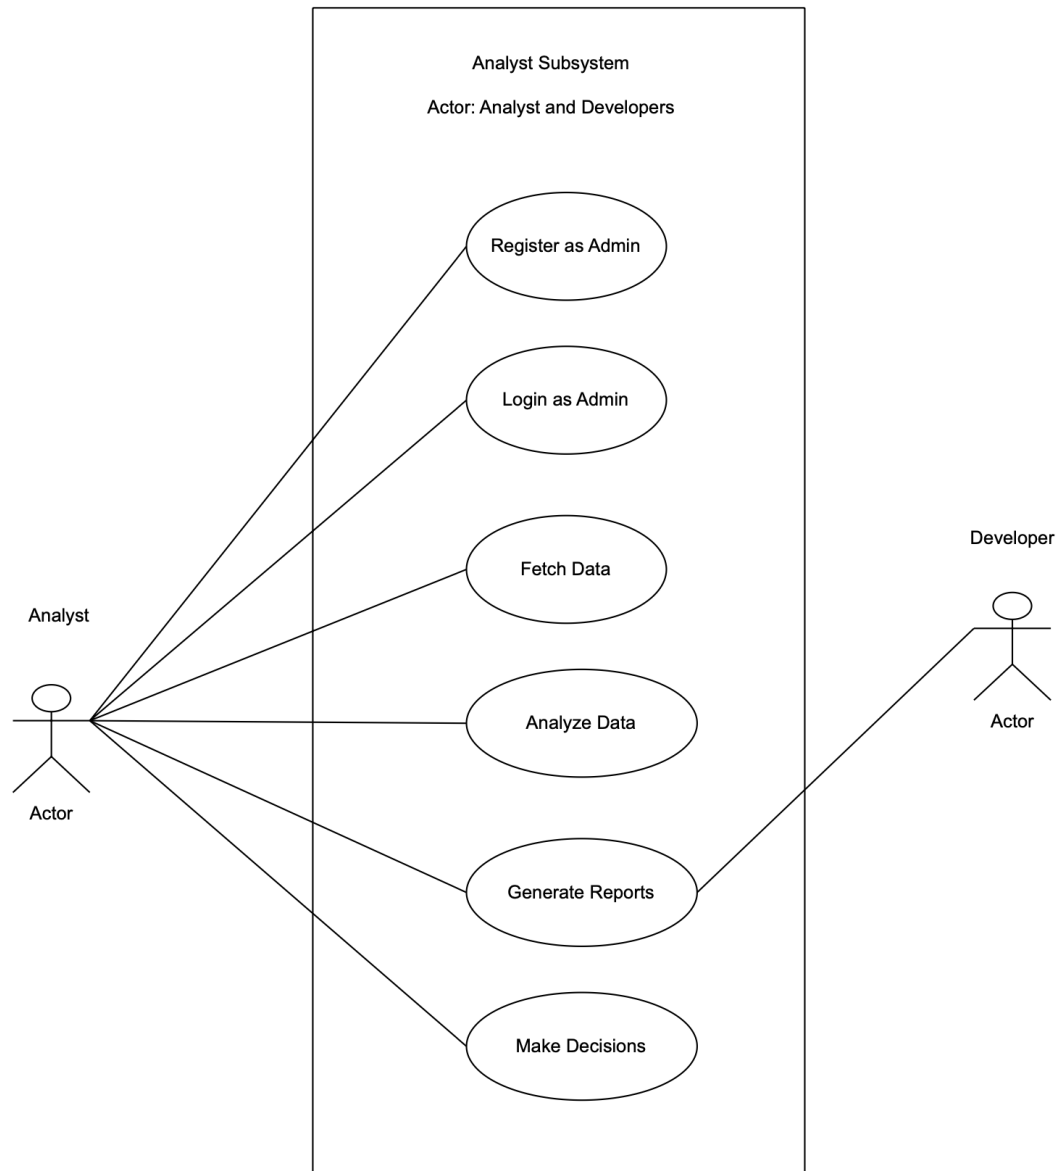 Analyst Subsystem
Actor: Analyst and Developers
Register as Admin
Login as Admin
Fetch Data
Developer
Analyst
Analyze Data
Actor
Actor
Generate Reports
Make Decisions